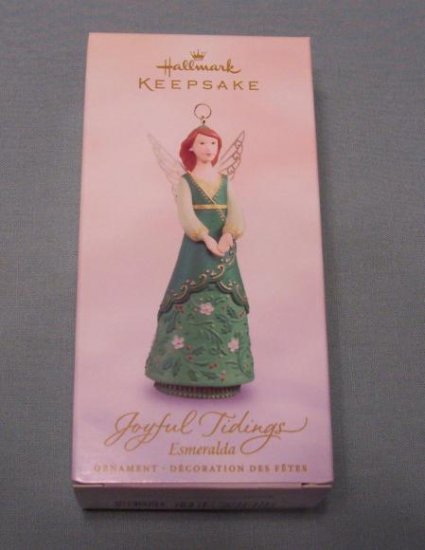 Hallmark
KEEPSAKE
Joyful Tidings
Esmeralda
ORNAMENT · DÉCORATION DES FÊTES